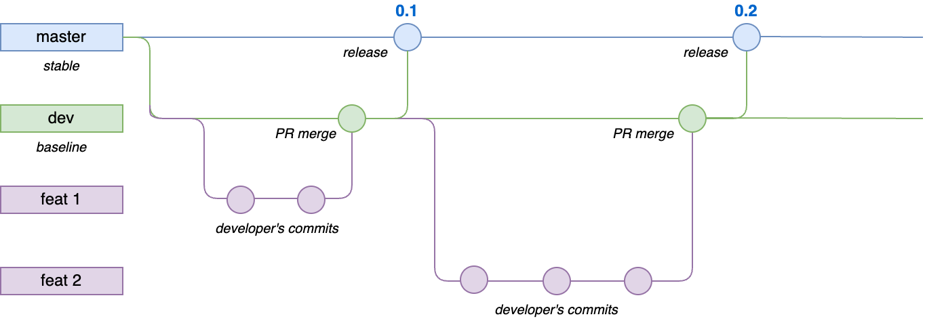 0.1
0.2
master
release
release
stable
dev
PR merge
PR merge
baseline
feat 1
developer's commits
feat 2
developer's commits